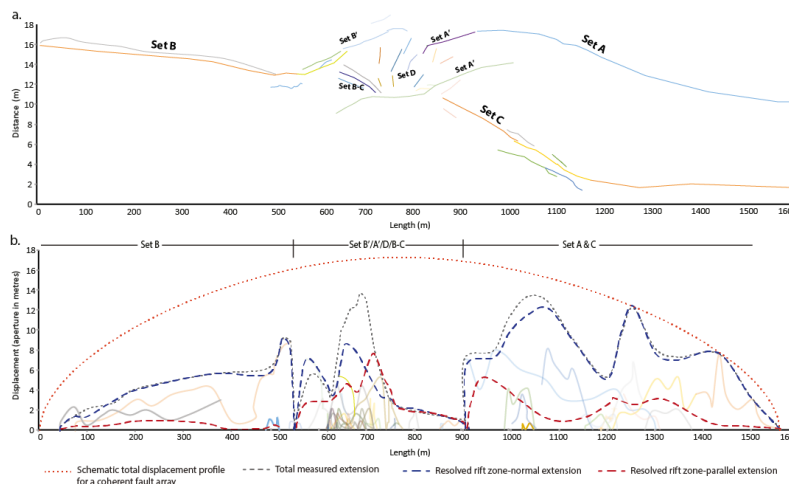 a.
18
16
14
12
10
8
6
4
2
0
Distance (m)
Set B
Set B'
Set A'
Set A
Set D
Set A'
Set B-C
Set C
0 100 200 300 400 500 600 700 800 900 1000 1100 1200 1300 1400 1500 1600
Length (m)
b.
Set B
Set B'/A'/D/B-C
Set A & C
18
16
14
12
10
8
6
4
2
0
Displacement (aperture in metres)
0 100 200 300 400 500 600 700 800 900 1000 1100 1200 1300 1400 1500 1600
Length (m)
Schematic total displacement profile
for a coherent fault array
Total measured extension
Resolved rift zone-normal extension
Resolved rift zone-parallel extension